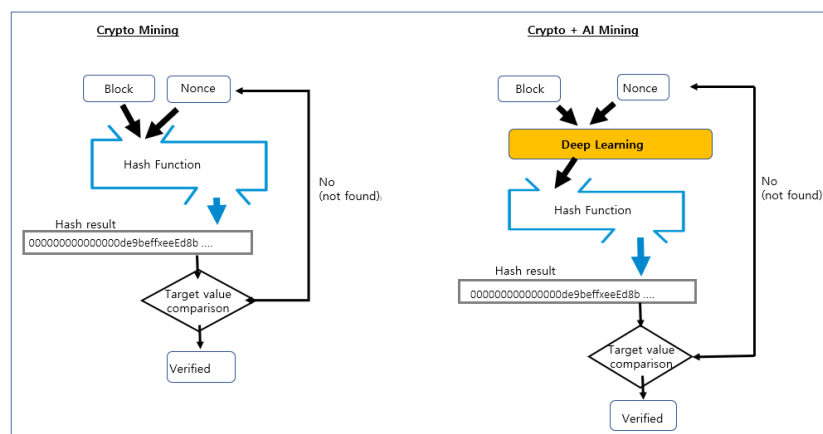 Crypto Mining
Block
Nonce
Hash Function
No
(not found)
Hash result
000000000000000de9beffxeeEd8b ....
Target value
comparison
Verified
Crypto + AI Mining
Block
Nonce
Deep Learning
Hash Function
No
(not found)
Hash result
000000000000000de9beffxeeEd8b ....
Target value
comparison
Verified